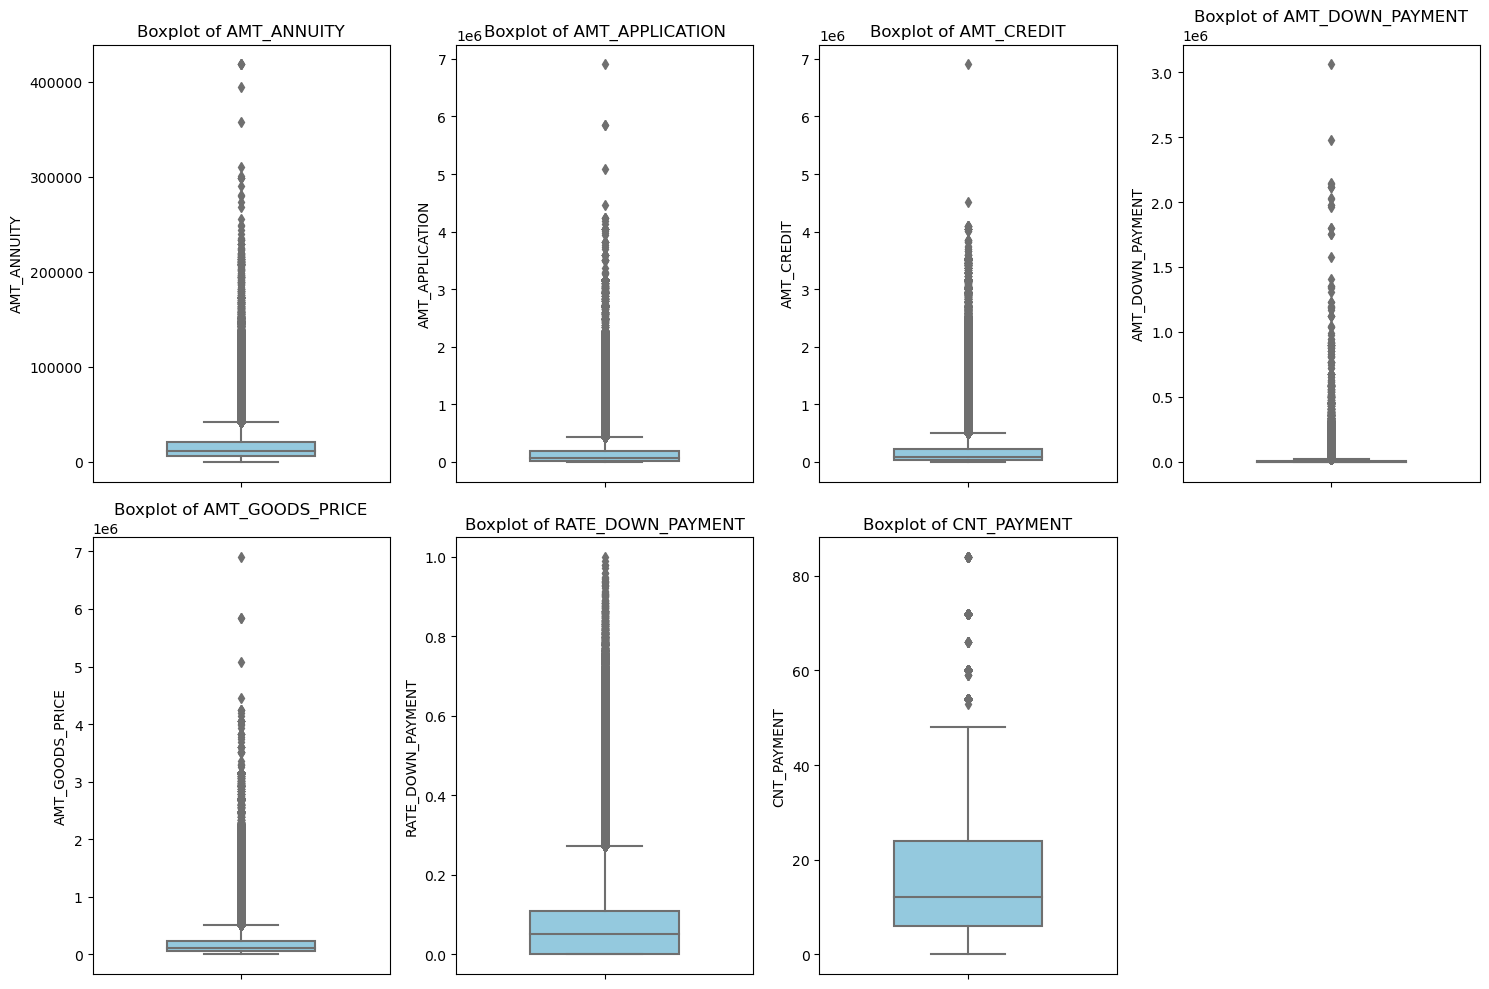 Boxplot of AMT_ANNUITY
400000
300000
200000
100000
0
AMT_ANNUITY
Boxplot of AMT_APPLICATION
1e6
7
6
5
4
3
2
1
0
AMT_APPLICATION
Boxplot of AMT_CREDIT
1e6
7
6
5
4
3
2
1
0
AMT_CREDIT
Boxplot of AMT_DOWN_PAYMENT
1e6
3.0
2.5
2.0
1.5
1.0
0.5
0.0
AMT_DOWN_PAYMENT
Boxplot of AMT_GOODS_PRICE
1e6
7
6
5
4
3
2
1
0
AMT_GOODS_PRICE
Boxplot of RATE_DOWN_PAYMENT
1.0
0.8
0.6
0.4
0.2
0.0
RATE_DOWN_PAYMENT
Boxplot of CNT_PAYMENT
80
60
40
20
0
CNT_PAYMENT